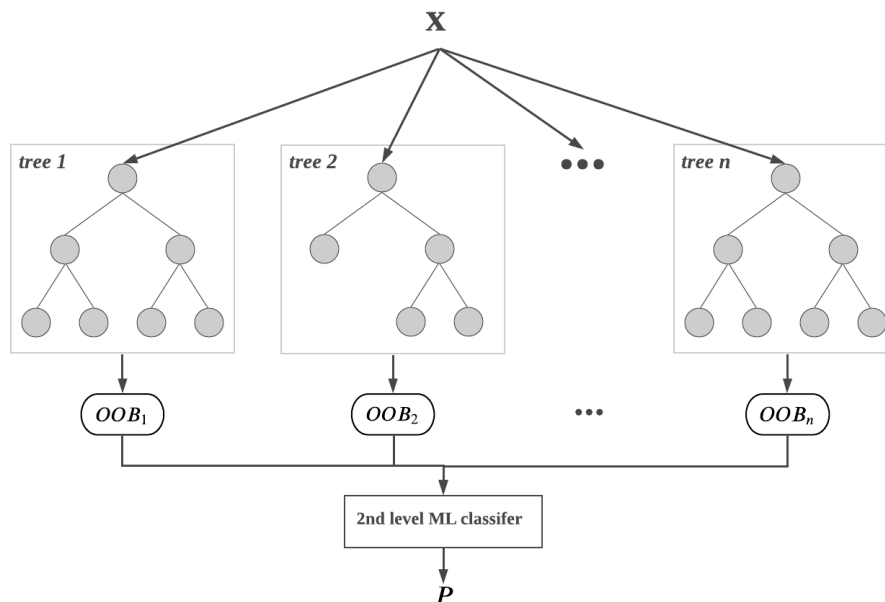 X
tree 1
tree 2
•••
tree n
OOB₁
OOB₂
•••
OOBₙ
2nd level ML classifer
P